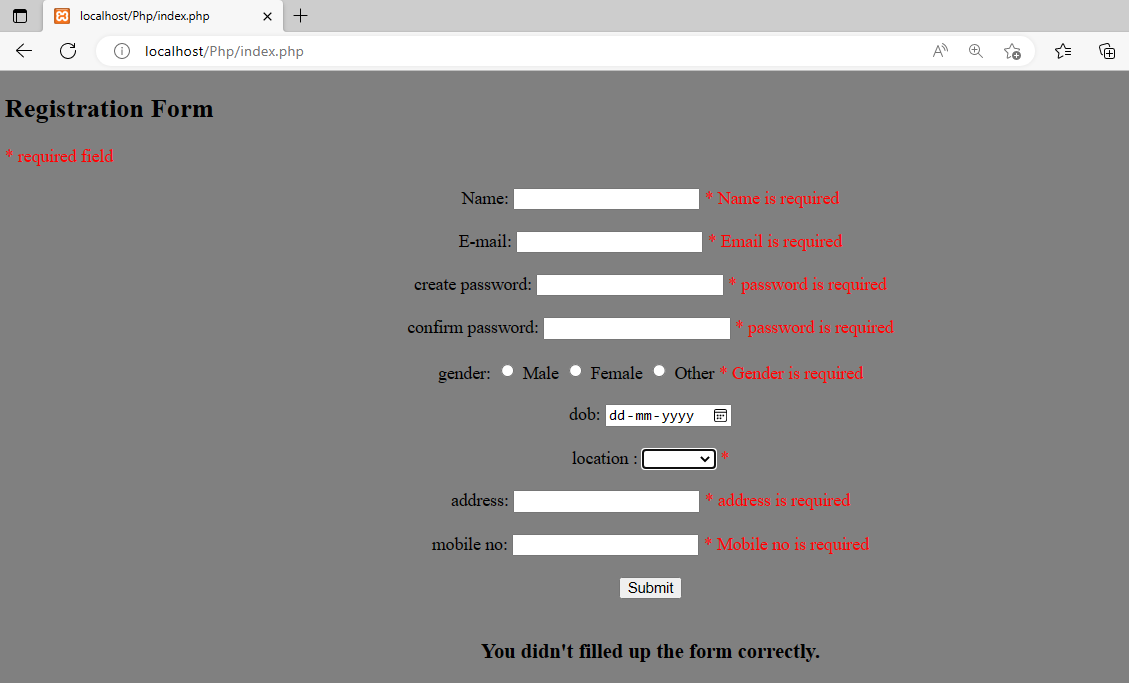 localhost/Php/index.php
localhost/Php/index.php
Registration Form
* required field
Name: * Name is required
E-mail: * Email is required
create password: * password is required
confirm password: * password is required
gender: Male Female Other * Gender is required
dob: dd-mm-yyyy
location : *
address: * address is required
mobile no: * Mobile no is required
Submit
You didn't filled up the form correctly.